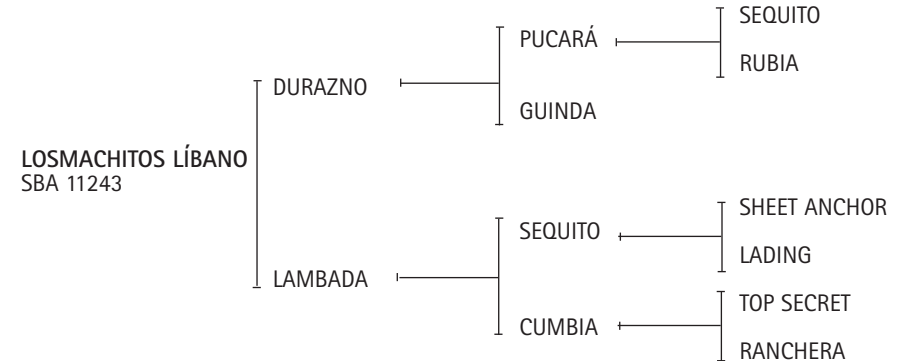 LOSMACHITOS LÍBANO
SBA 11243
DURAZNO
LAMBADA
PUCARÁ
GUINDA
SEQUITO
CUMBIA
SEQUITO
RUBIA
SHEET ANCHOR
LADING
TOP SECRET
RANCHERA